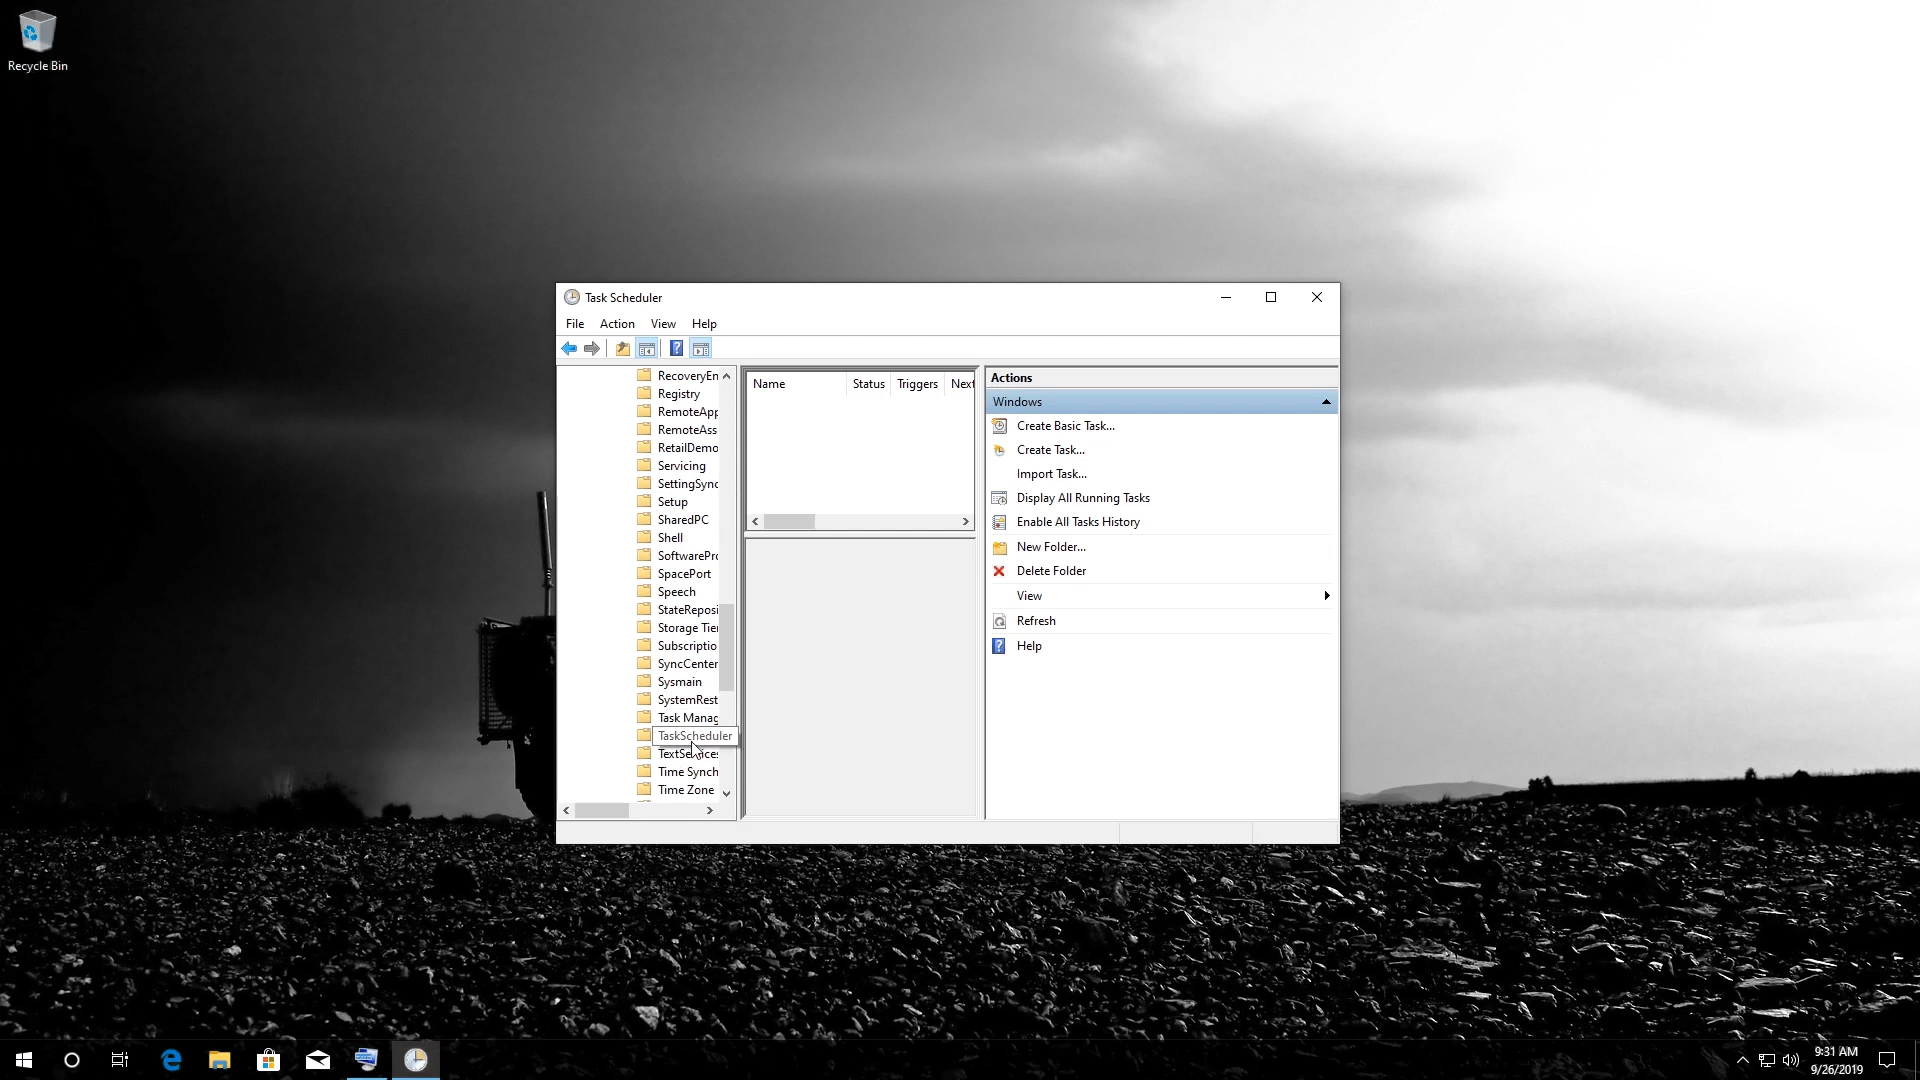 Recycle Bin
Task Scheduler
File Action View Help
RecoveryEn
Registry
RemoteApp
RemoteAss
RetailDemo
Servicing
SettingSync
Setup
SharedPC
Shell
SoftwarePro
SpacePort
Speech
StateReposi
Storage Tier
Subscriptio
SyncCenter
Sysmain
SystemRest
Task Manag
TaskScheduler
TextServices
Time Synch
Time Zone
Name Status Triggers Next
Actions
Windows
Create Basic Task...
Create Task...
Import Task...
Display All Running Tasks
Enable All Tasks History
New Folder...
Delete Folder
View
Refresh
Help
9:31 AM
9/26/2019